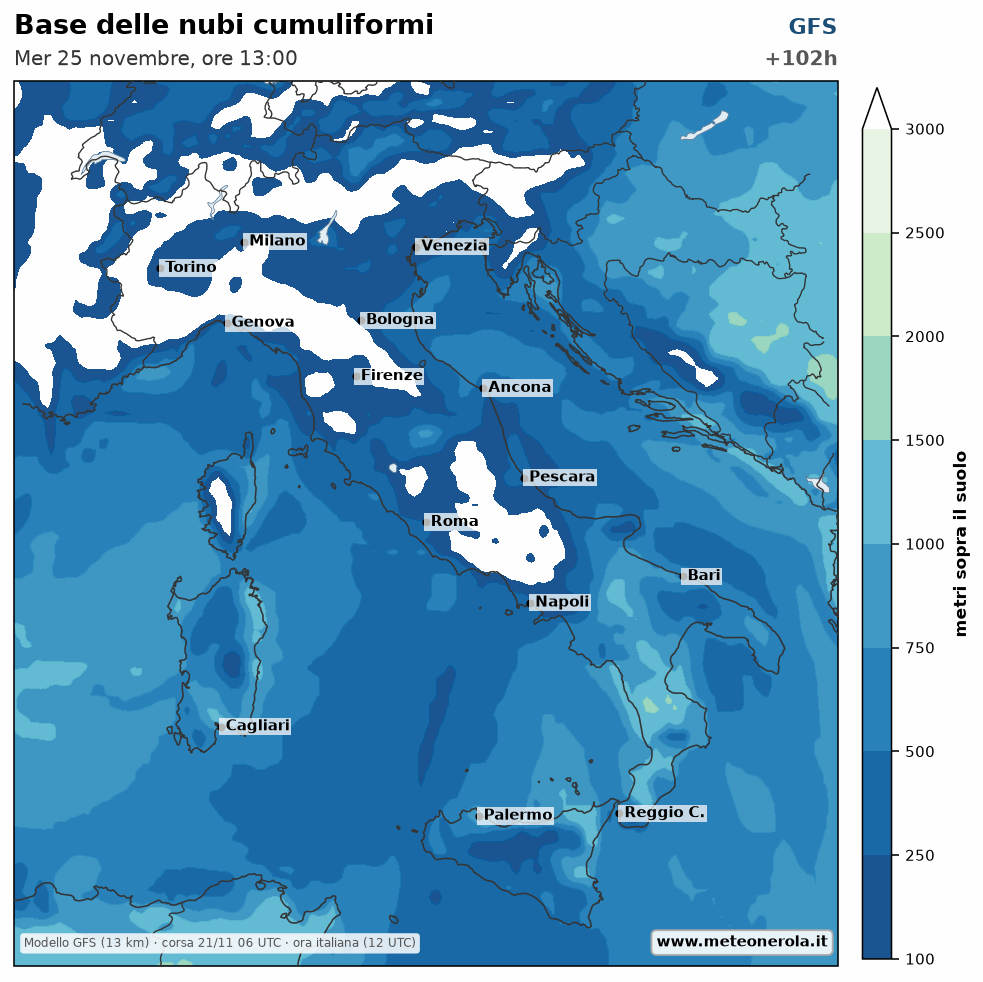 Base delle nubi cumuliformi
GFS
Mer 25 novembre, ore 13:00
+102h
3000
2500
2000
1500
1000
750
500
250
100
metri sopra il suolo
Milano
Venezia
Torino
Genova
Bologna
Firenze
Ancona
Pescara
Roma
Bari
Napoli
Cagliari
Palermo
Reggio C.
Modello GFS (13 km) · corsa 21/11 06 UTC · ora italiana (12 UTC)
www.meteonerola.it